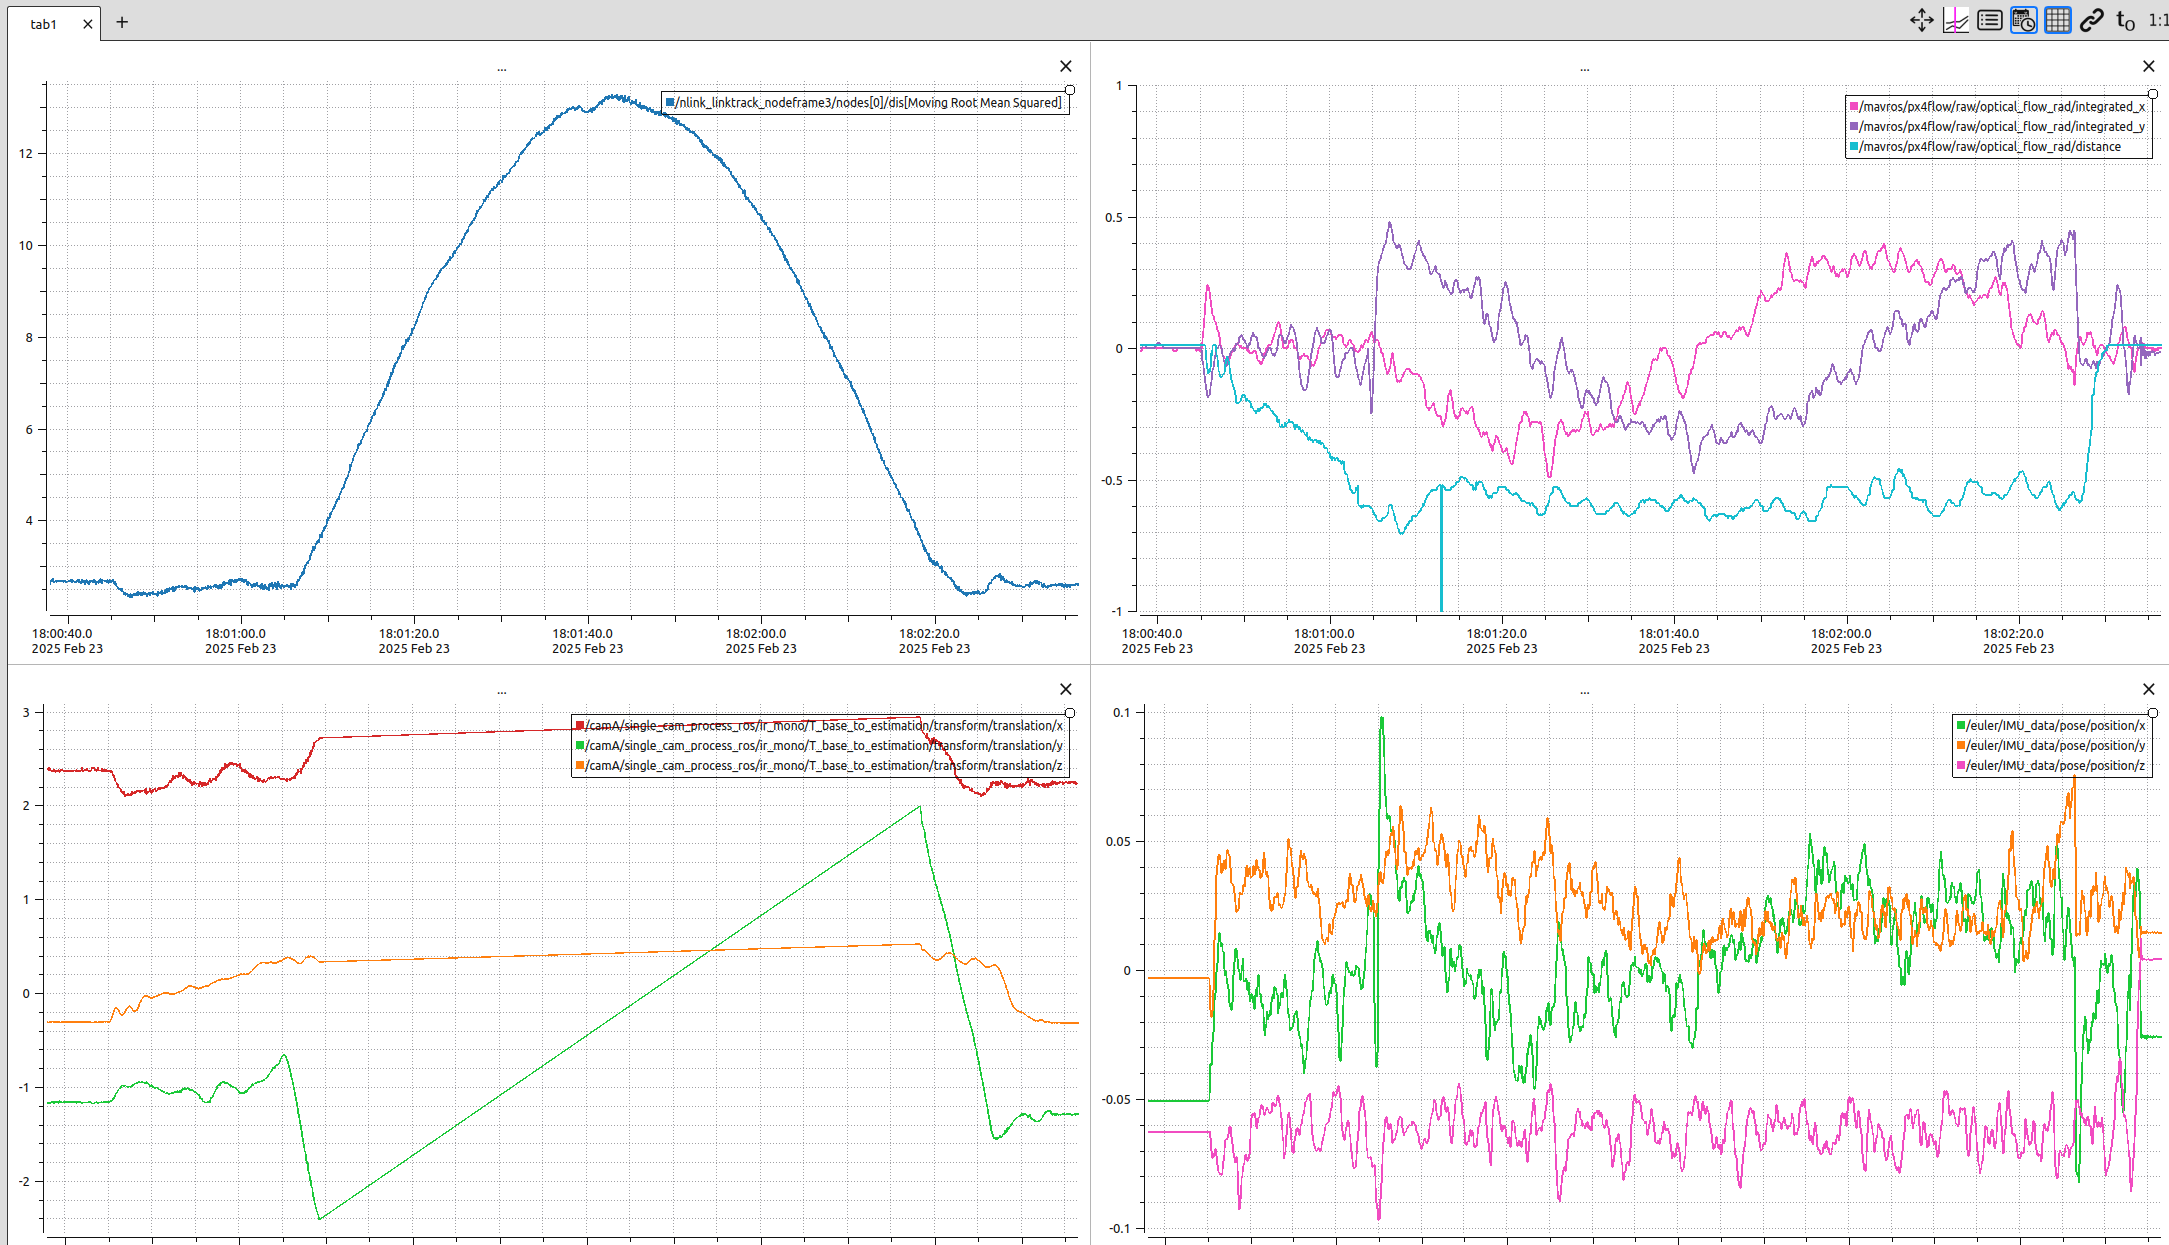 tab1
t0 1:1
...
/nlink_linktrack_nodeframe3/nodes[0]/dis[Moving Root Mean Squared]
12
10
8
6
4
18:00:40.0 18:01:00.0 18:01:20.0 18:01:40.0 18:02:00.0 18:02:20.0
2025 Feb 23 2025 Feb 23 2025 Feb 23 2025 Feb 23 2025 Feb 23 2025 Feb 23
...
/mavros/px4flow/raw/optical_flow_rad/integrated_x
/mavros/px4flow/raw/optical_flow_rad/integrated_y
/mavros/px4flow/raw/optical_flow_rad/distance
1
0.5
0
-0.5
-1
18:00:40.0 18:01:00.0 18:01:20.0 18:01:40.0 18:02:00.0 18:02:20.0
2025 Feb 23 2025 Feb 23 2025 Feb 23 2025 Feb 23 2025 Feb 23 2025 Feb 23
...
/camA/single_cam_process_ros/ir_mono/T_base_to_estimation/transform/translation/x
/camA/single_cam_process_ros/ir_mono/T_base_to_estimation/transform/translation/y
/camA/single_cam_process_ros/ir_mono/T_base_to_estimation/transform/translation/z
3
2
1
0
-1
-2
...
/euler/IMU_data/pose/position/x
/euler/IMU_data/pose/position/y
/euler/IMU_data/pose/position/z
0.1
0.05
0
-0.05
-0.1